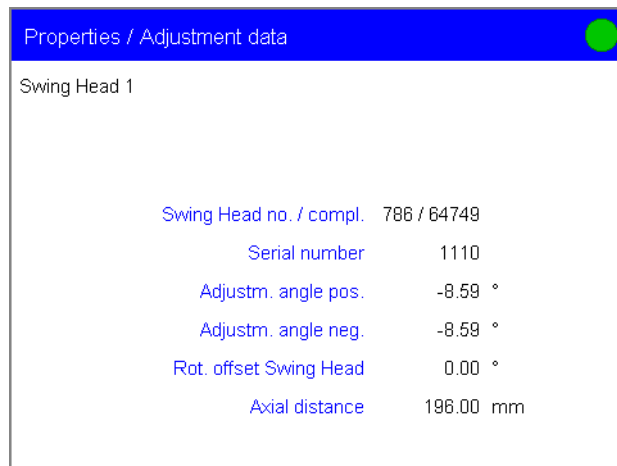 Properties / Adjustment data
Swing Head 1
Swing Head no. / compl. 786 / 64749
Serial number 1110
Adjustm. angle pos. -8.59 °
Adjustm. angle neg. -8.59 °
Rot. offset Swing Head 0.00 °
Axial distance 196.00 mm